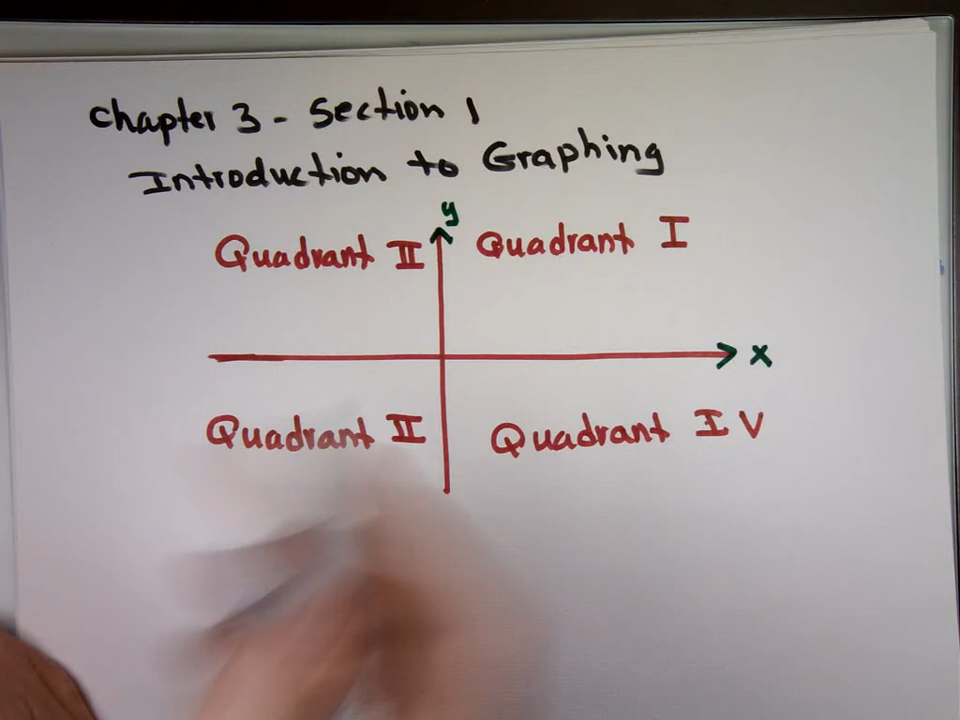 Chapter 3 - Section 1
Introduction to Graphing
y
Quadrant II Quadrant I
x
Quadrant II Quadrant IV